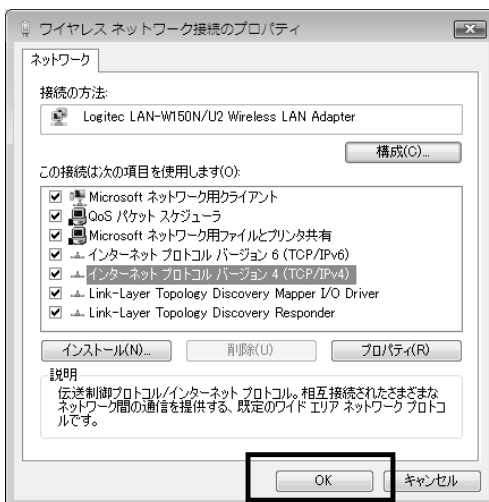 ワイヤレス ネットワーク接続のプロパティ
ネットワーク
接続の方法:
Logitec LAN-W150N/U2 Wireless LAN Adapter
構成(C)...
この接続は次の項目を使用します(O):
Microsoft ネットワーク用クライアント
QoS パケット スケジューラ
Microsoft ネットワーク用ファイルとプリンタ共有
インターネット プロトコル バージョン 6 (TCP/IPv6)
インターネット プロトコル バージョン 4 (TCP/IPv4)
Link-Layer Topology Discovery Mapper I/O Driver
Link-Layer Topology Discovery Responder
インストール(N)...
削除(U)
プロパティ(R)
説明
伝送制御プロトコル/インターネット プロトコル。相互接続されたさまざまな
ネットワーク間の通信を提供する、既定のワイド エリア ネットワーク プロトコ
ルです。
OK
キャンセル